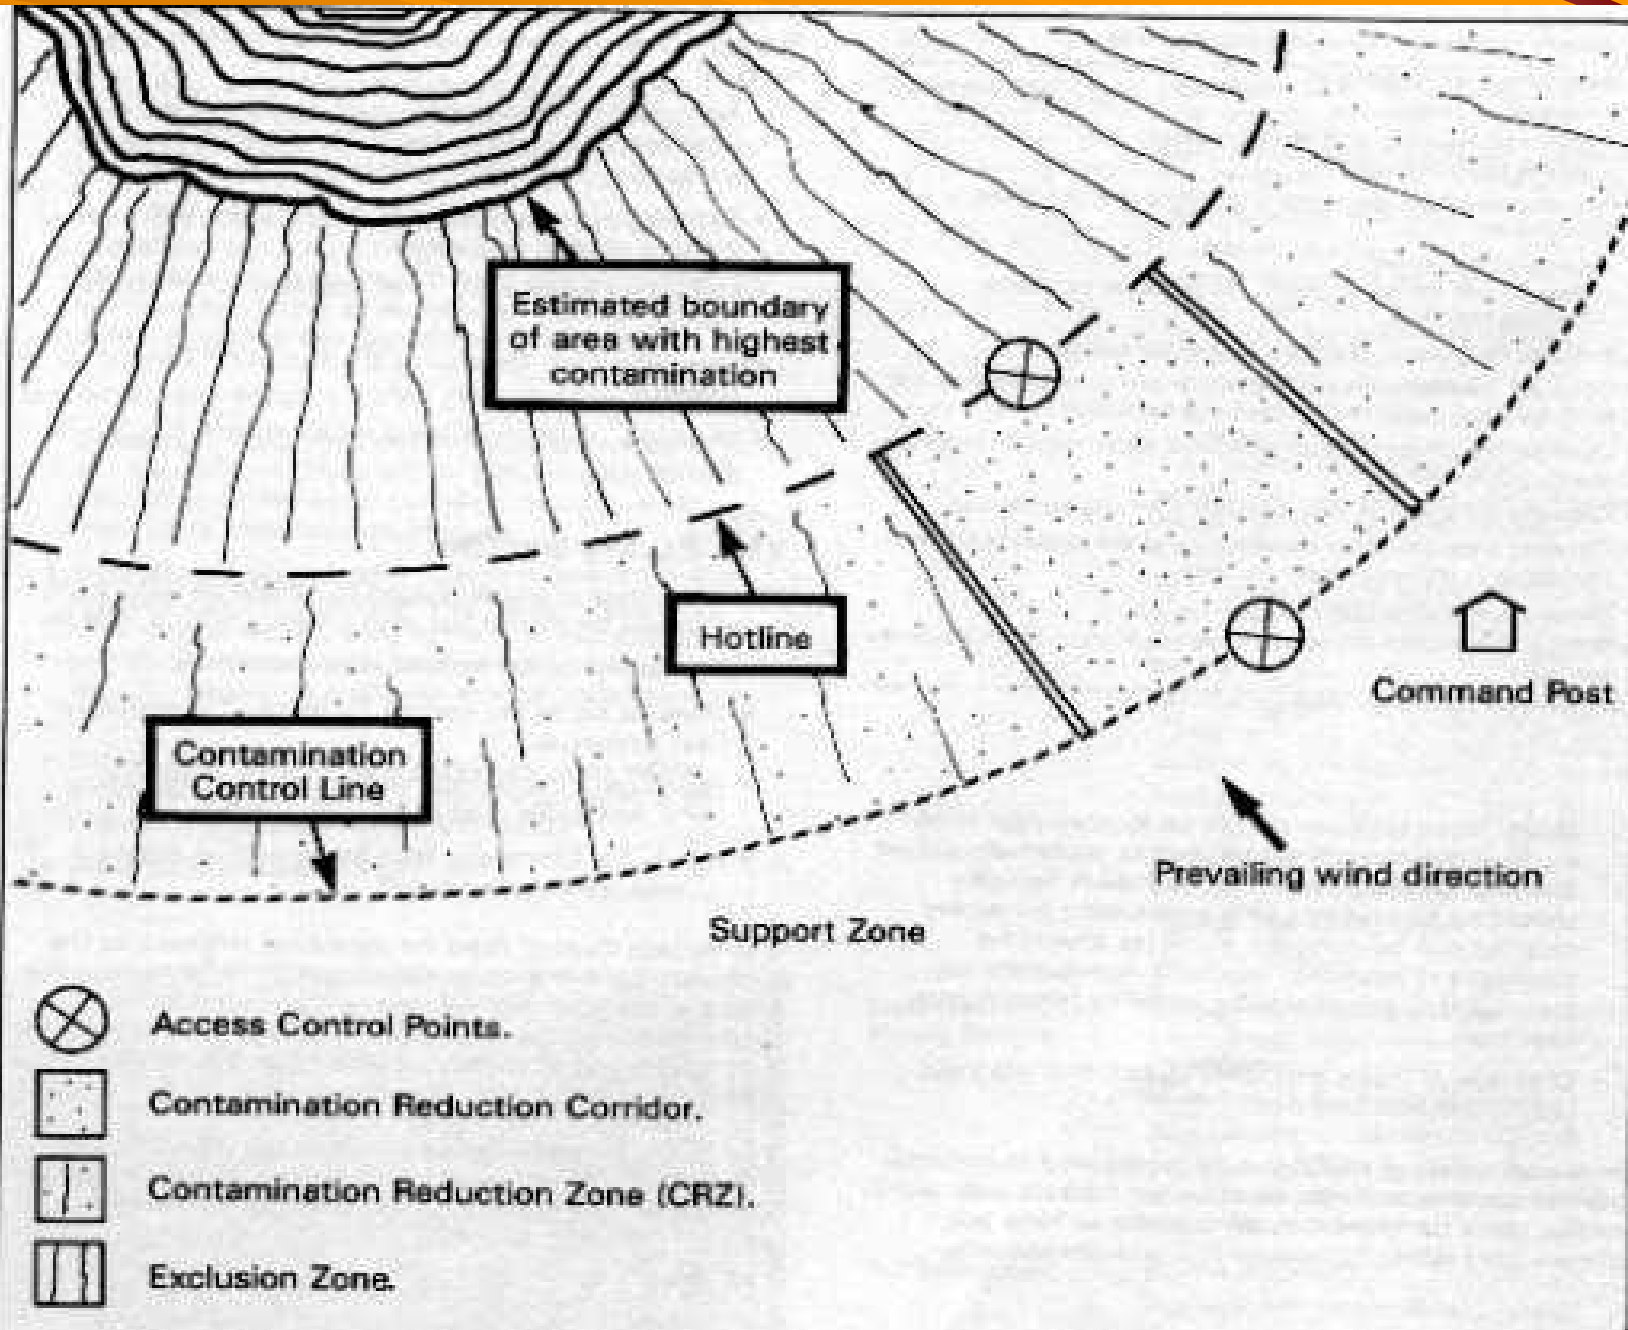 Estimated boundary
of area with highest
contamination
Hotline
Command Post
Contamination
Control Line
Prevailing wind direction
Support Zone
Access Control Points.
Contamination Reduction Corridor.
Contamination Reduction Zone (CRZ).
Exclusion Zone.